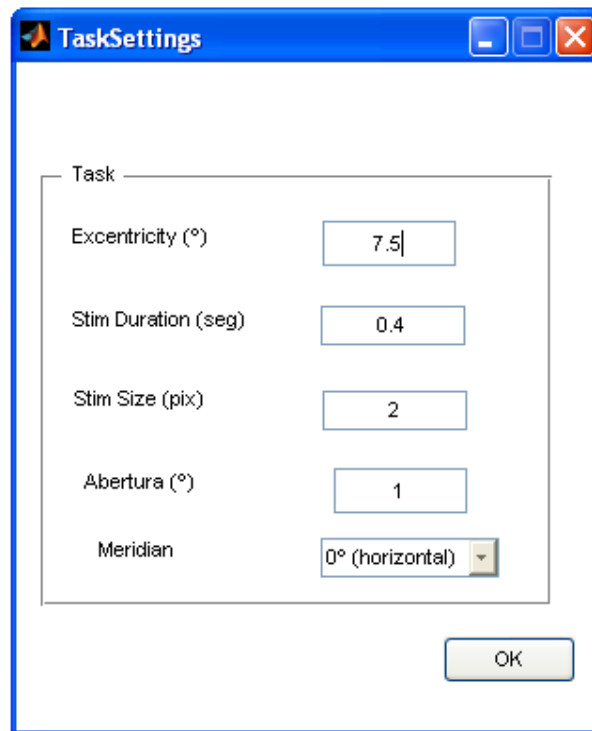 TaskSettings
Task
Excentricity (º) 7.5
Stim Duration (seg) 0.4
Stim Size (pix) 2
Abertura (º) 1
Meridian 0º (horizontal)
OK